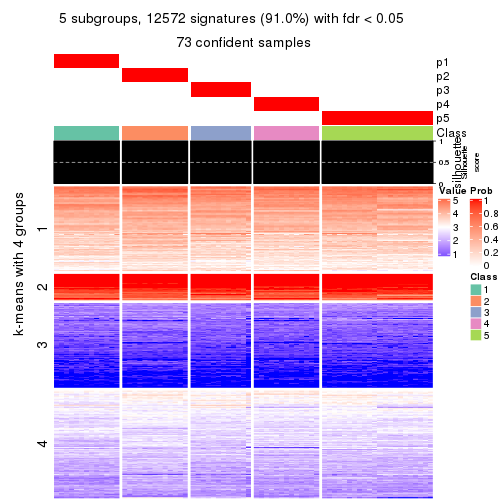 5 subgroups, 12572 signatures (91.0%) with fdr < 0.05
73 confident samples
p1
p2
p3
p4
p5
Class
1
0.5
0
silhouette
Silhouette
score
k-means with 4 groups
1
2
3
4
Value
5
4
3
2
1
Prob
1
0.8
0.6
0.4
0.2
0
Class
1
2
3
4
5